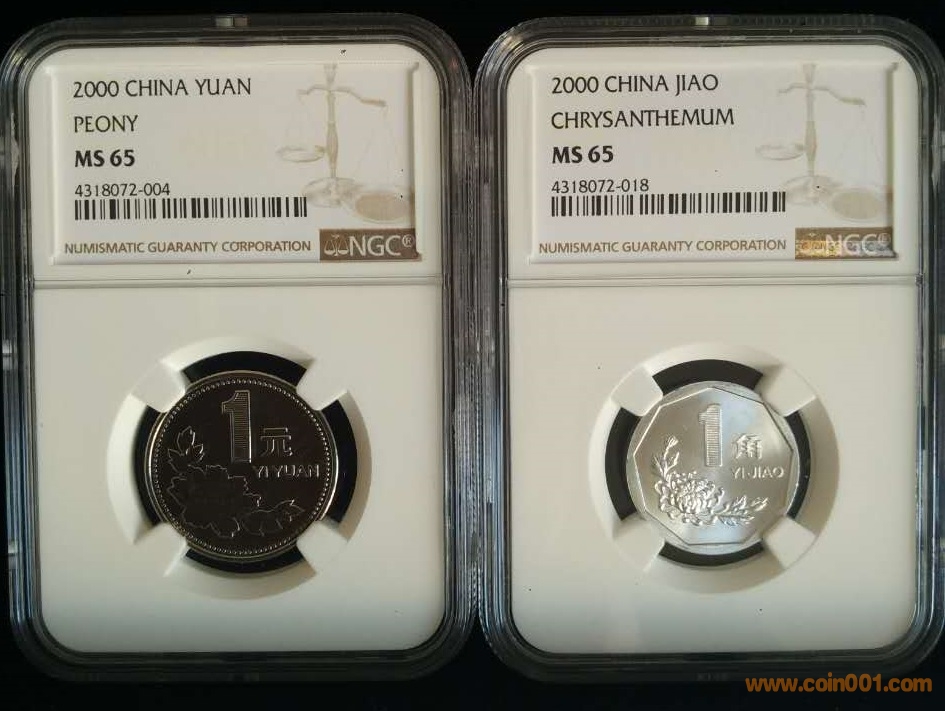 2000 CHINA YUAN
PEONY
MS 65
4318072-004
NUMISMATIC GUARANTY CORPORATION NGC®
1元
YI YUAN
2000 CHINA JIAO
CHRYSANTHEMUM
MS 65
4318072-018
NUMISMATIC GUARANTY CORPORATION NGC®
1角
YI JIAO
www.coin001.com